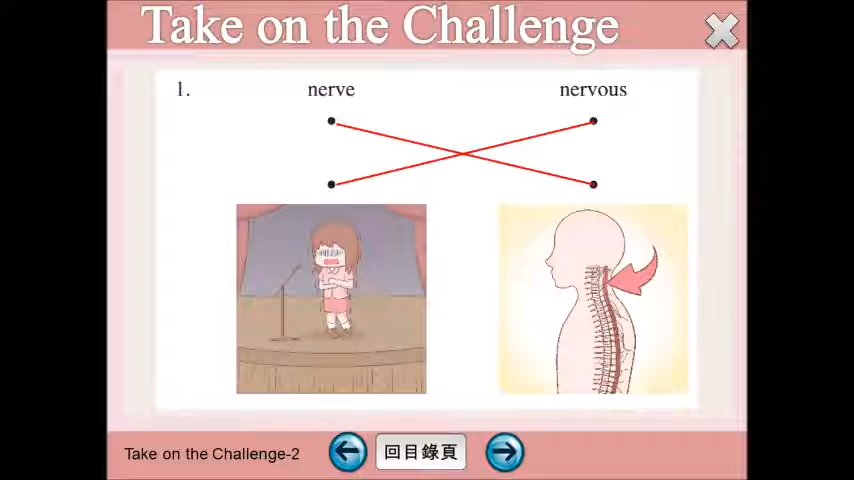 Take on the Challenge
1. nerve nervous
Take on the Challenge-2
回目錄頁